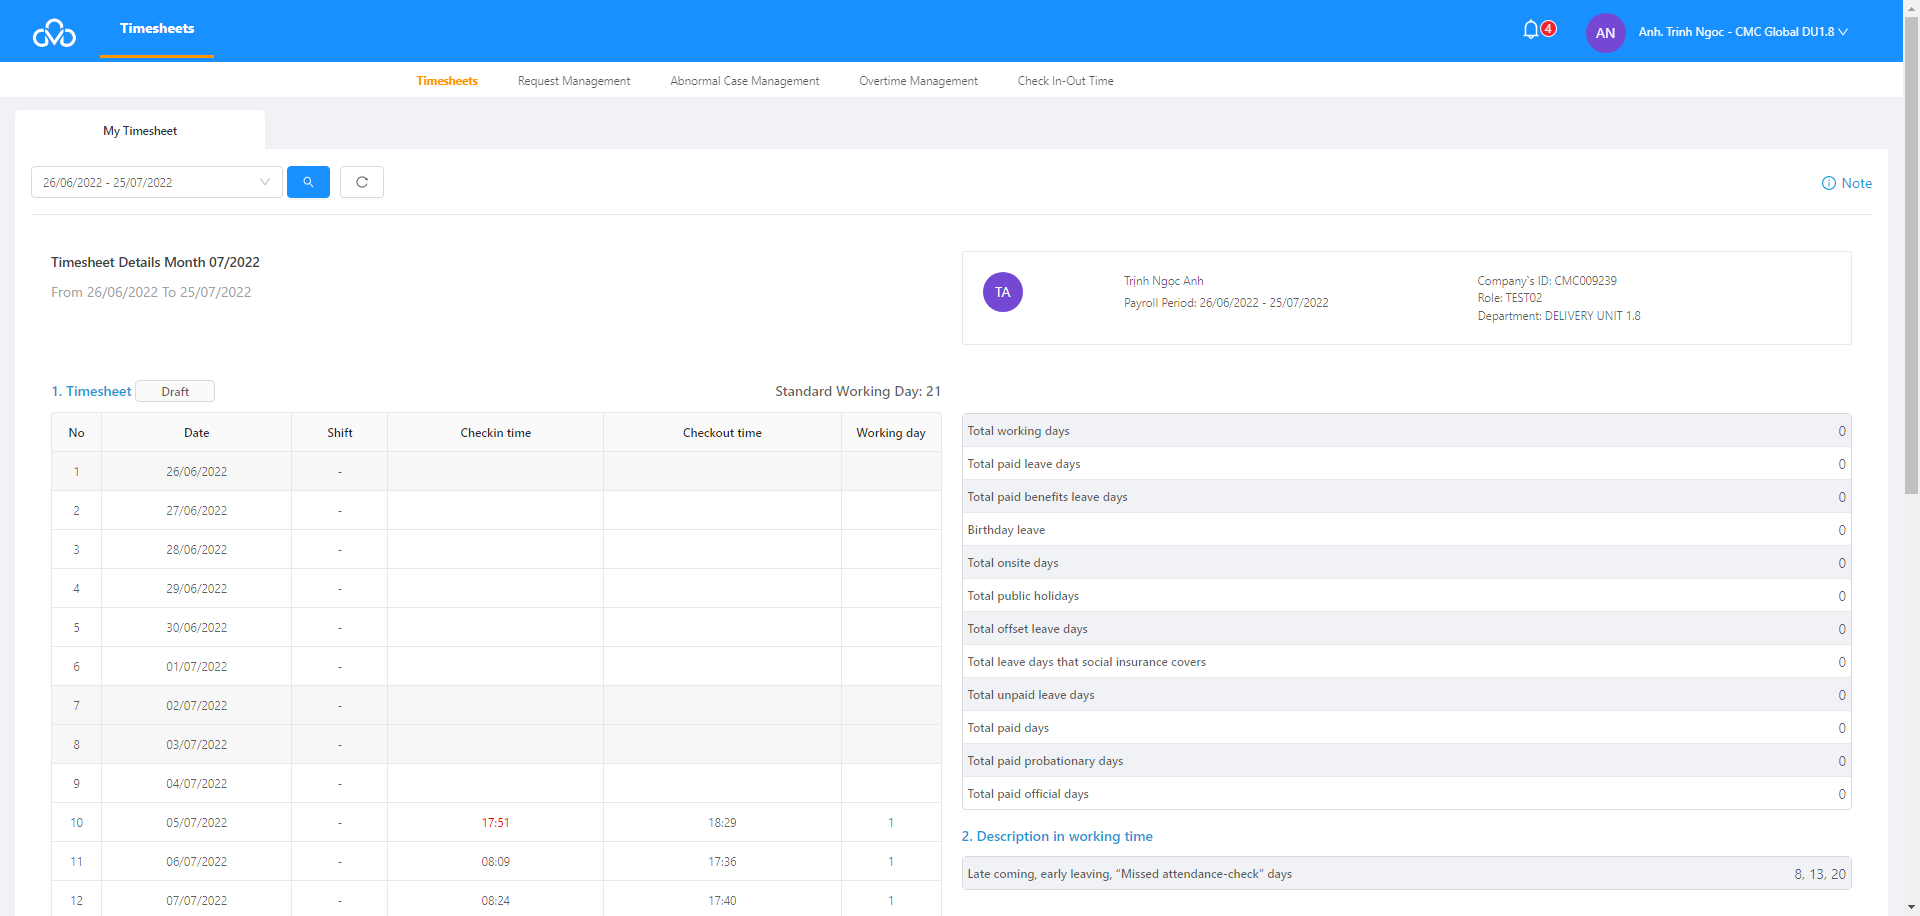 Timesheets
4
AN
Anh. Trinh Ngoc - CMC Global DU1.8
Timesheets
Request Management
Abnormal Case Management
Overtime Management
Check In-Out Time
My Timesheet
26/06/2022 - 25/07/2022
Note
Timesheet Details Month 07/2022
From 26/06/2022 To 25/07/2022
TA
Trịnh Ngọc Anh
Payroll Period: 26/06/2022 - 25/07/2022
Company`s ID: CMC009239
Role: TEST02
Department: DELIVERY UNIT 1.8
1. Timesheet
Draft
Standard Working Day: 21
No Date Shift Checkin time Checkout time Working day
1 26/06/2022 -
2 27/06/2022 -
3 28/06/2022 -
4 29/06/2022 -
5 30/06/2022 -
6 01/07/2022 -
7 02/07/2022 -
8 03/07/2022 -
9 04/07/2022 -
10 05/07/2022 - 17:51 18:29 1
11 06/07/2022 - 08:09 17:36 1
12 07/07/2022 - 08:24 17:40 1
Total working days 0
Total paid leave days 0
Total paid benefits leave days 0
Birthday leave 0
Total onsite days 0
Total public holidays 0
Total offset leave days 0
Total leave days that social insurance covers 0
Total unpaid leave days 0
Total paid days 0
Total paid probationary days 0
Total paid official days 0
2. Description in working time
Late coming, early leaving, “Missed attendance-check” days 8, 13, 20